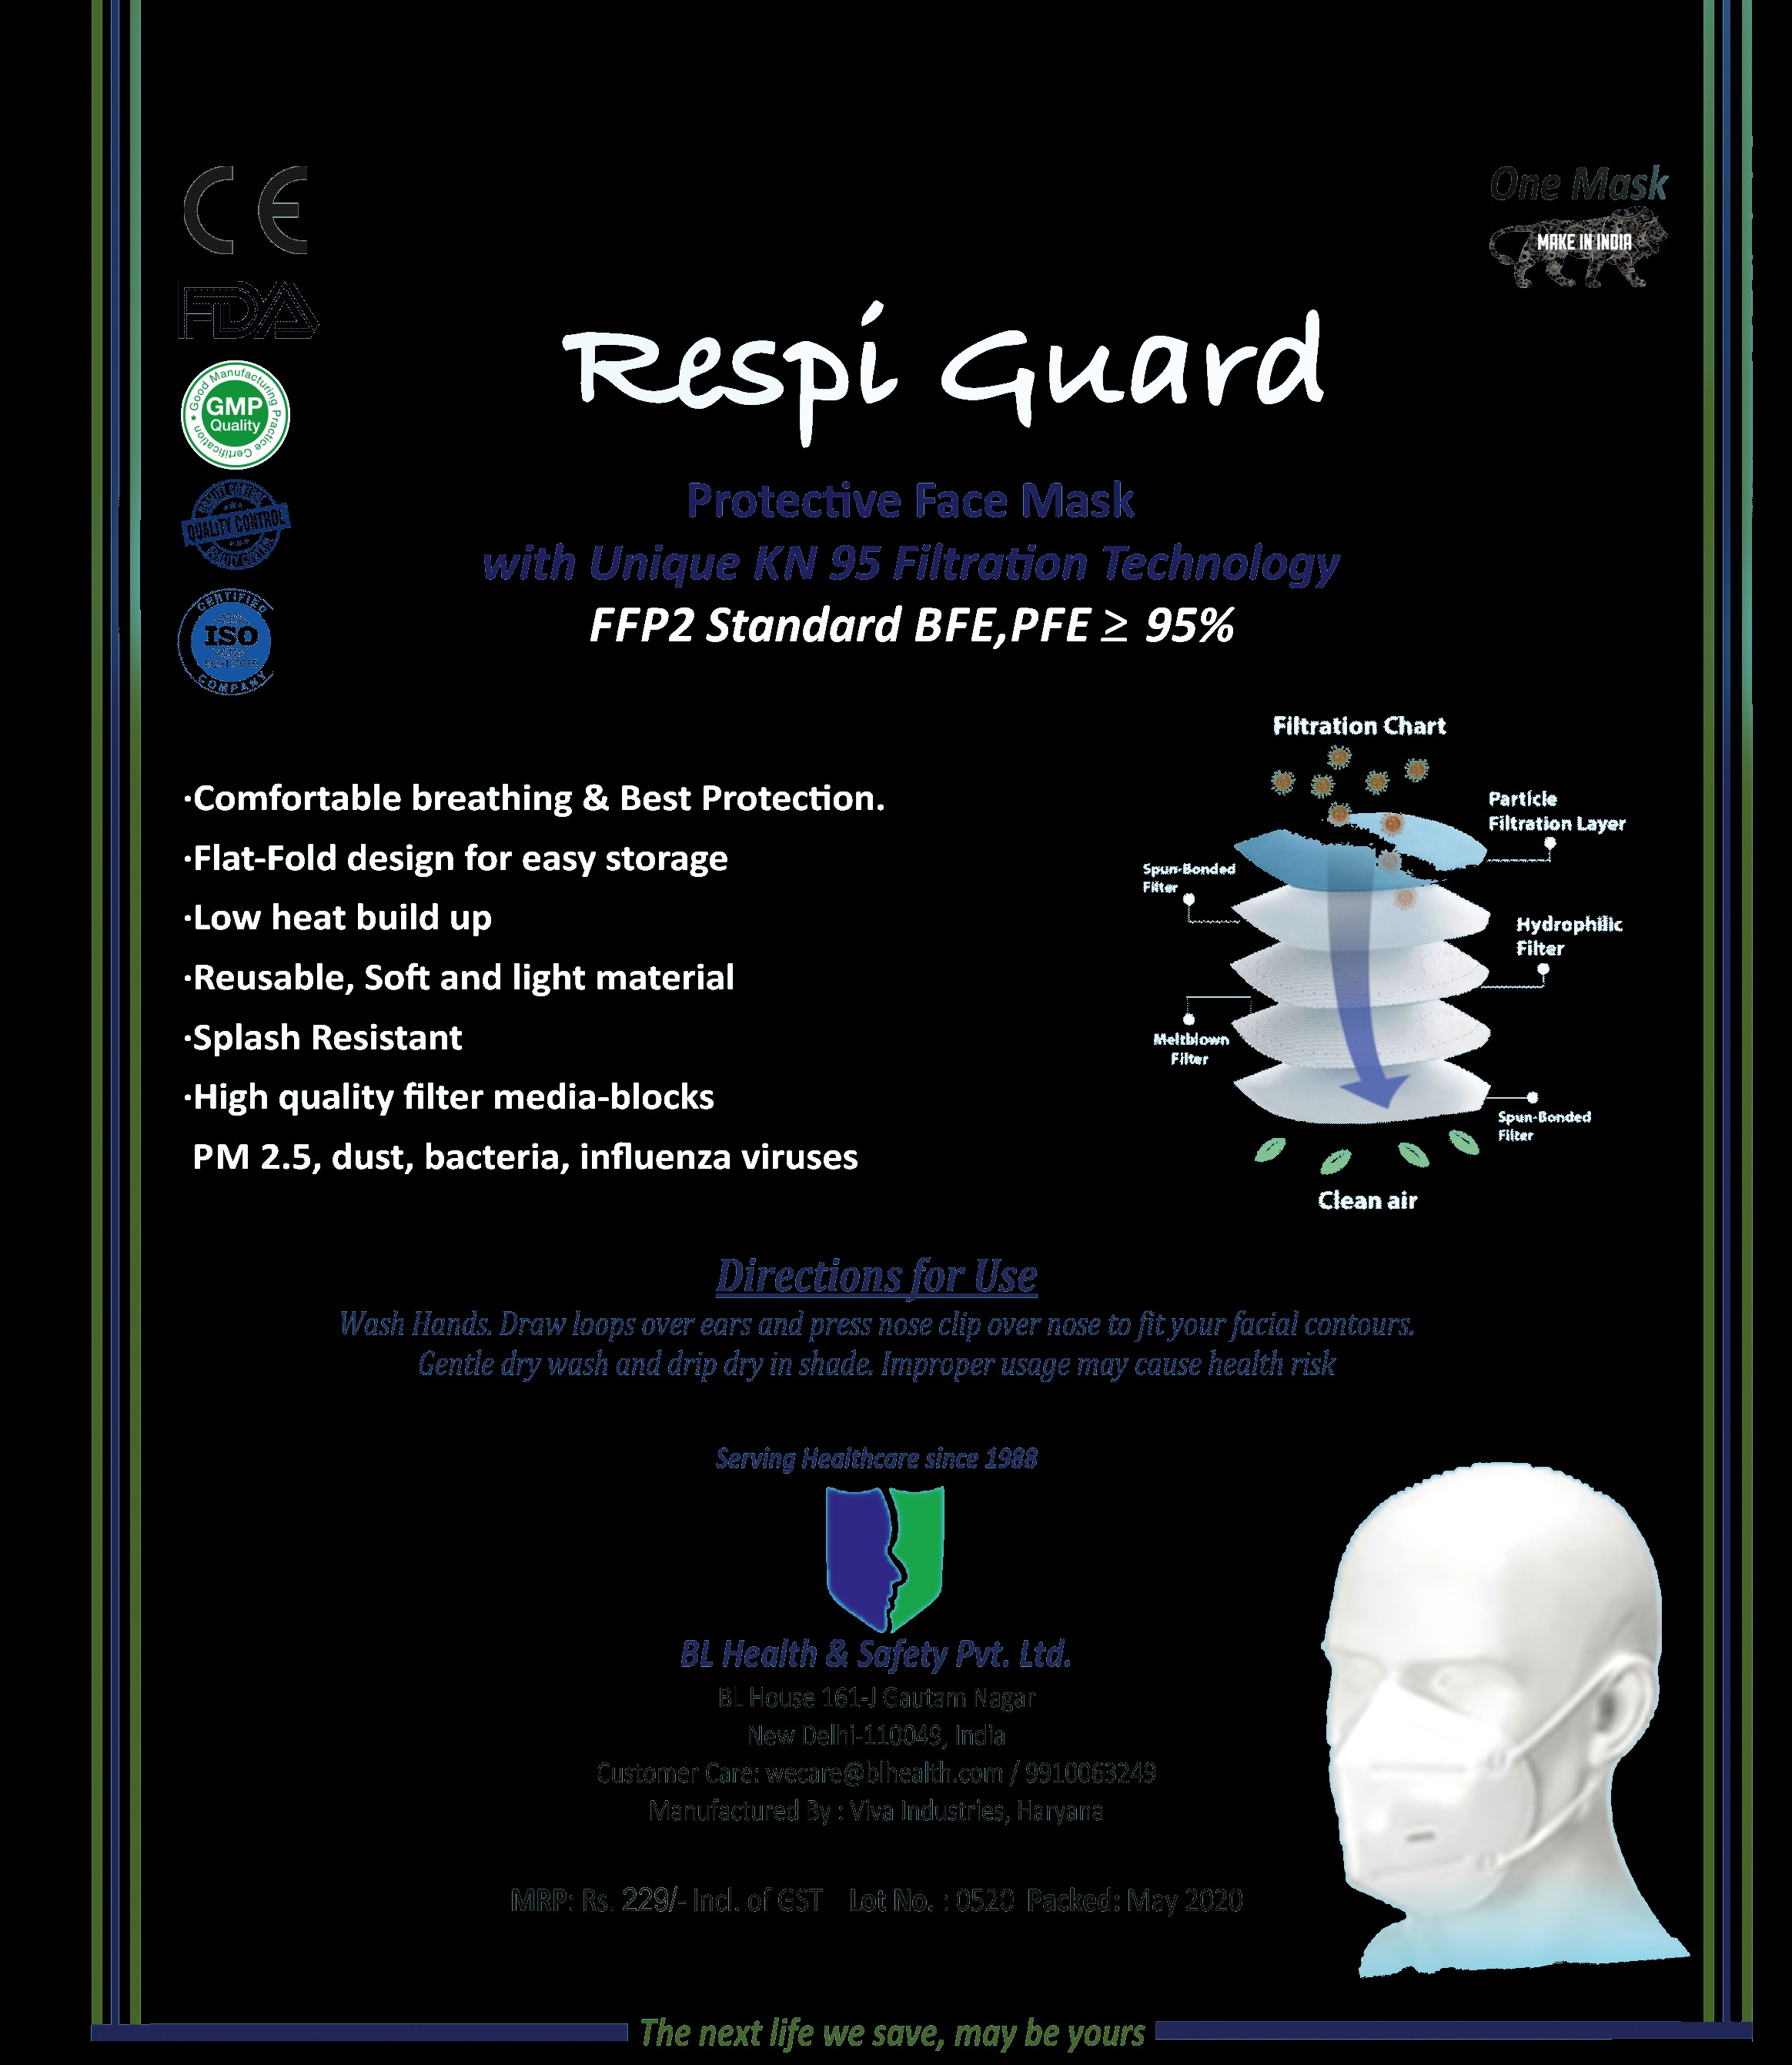 CE
One Mask
MAKE IN INDIA
FDA
Respi Guard
Good Manufacturing Practice Certification
GMP
Quality
Protective Face Mask
QUALITY CONTROL
with Unique KN 95 Filtration Technology
FFP2 Standard BFE,PFE ≥ 95%
CERTIFIED
ISO
COMPANY
·Comfortable breathing & Best Protection.
·Flat-Fold design for easy storage
·Low heat build up
·Reusable, Soft and light material
·Splash Resistant
·High quality filter media-blocks
PM 2.5, dust, bacteria, influenza viruses
Filtration Chart
Particle
Filtration Layer
Spun-Bonded
Filter
Hydrophilic
Filter
Meltblown
Filter
Spun-Bonded
Filter
Clean air
Directions for Use
Wash Hands. Draw loops over ears and press nose clip over nose to fit your facial contours.
Gentle dry wash and drip dry in shade. Improper usage may cause health risk
Serving Healthcare since 1988
BL Health & Safety Pvt. Ltd.
BL House 161-J Gautam Nagar
New Delhi-110049, India
Customer Care: wecare@blhealth.com / 9910063249
Manufactured By : Viva Industries, Haryana
MRP: Rs. 229/- Incl. of GST Lot No. : 0520 Packed: May 2020
The next life we save, may be yours